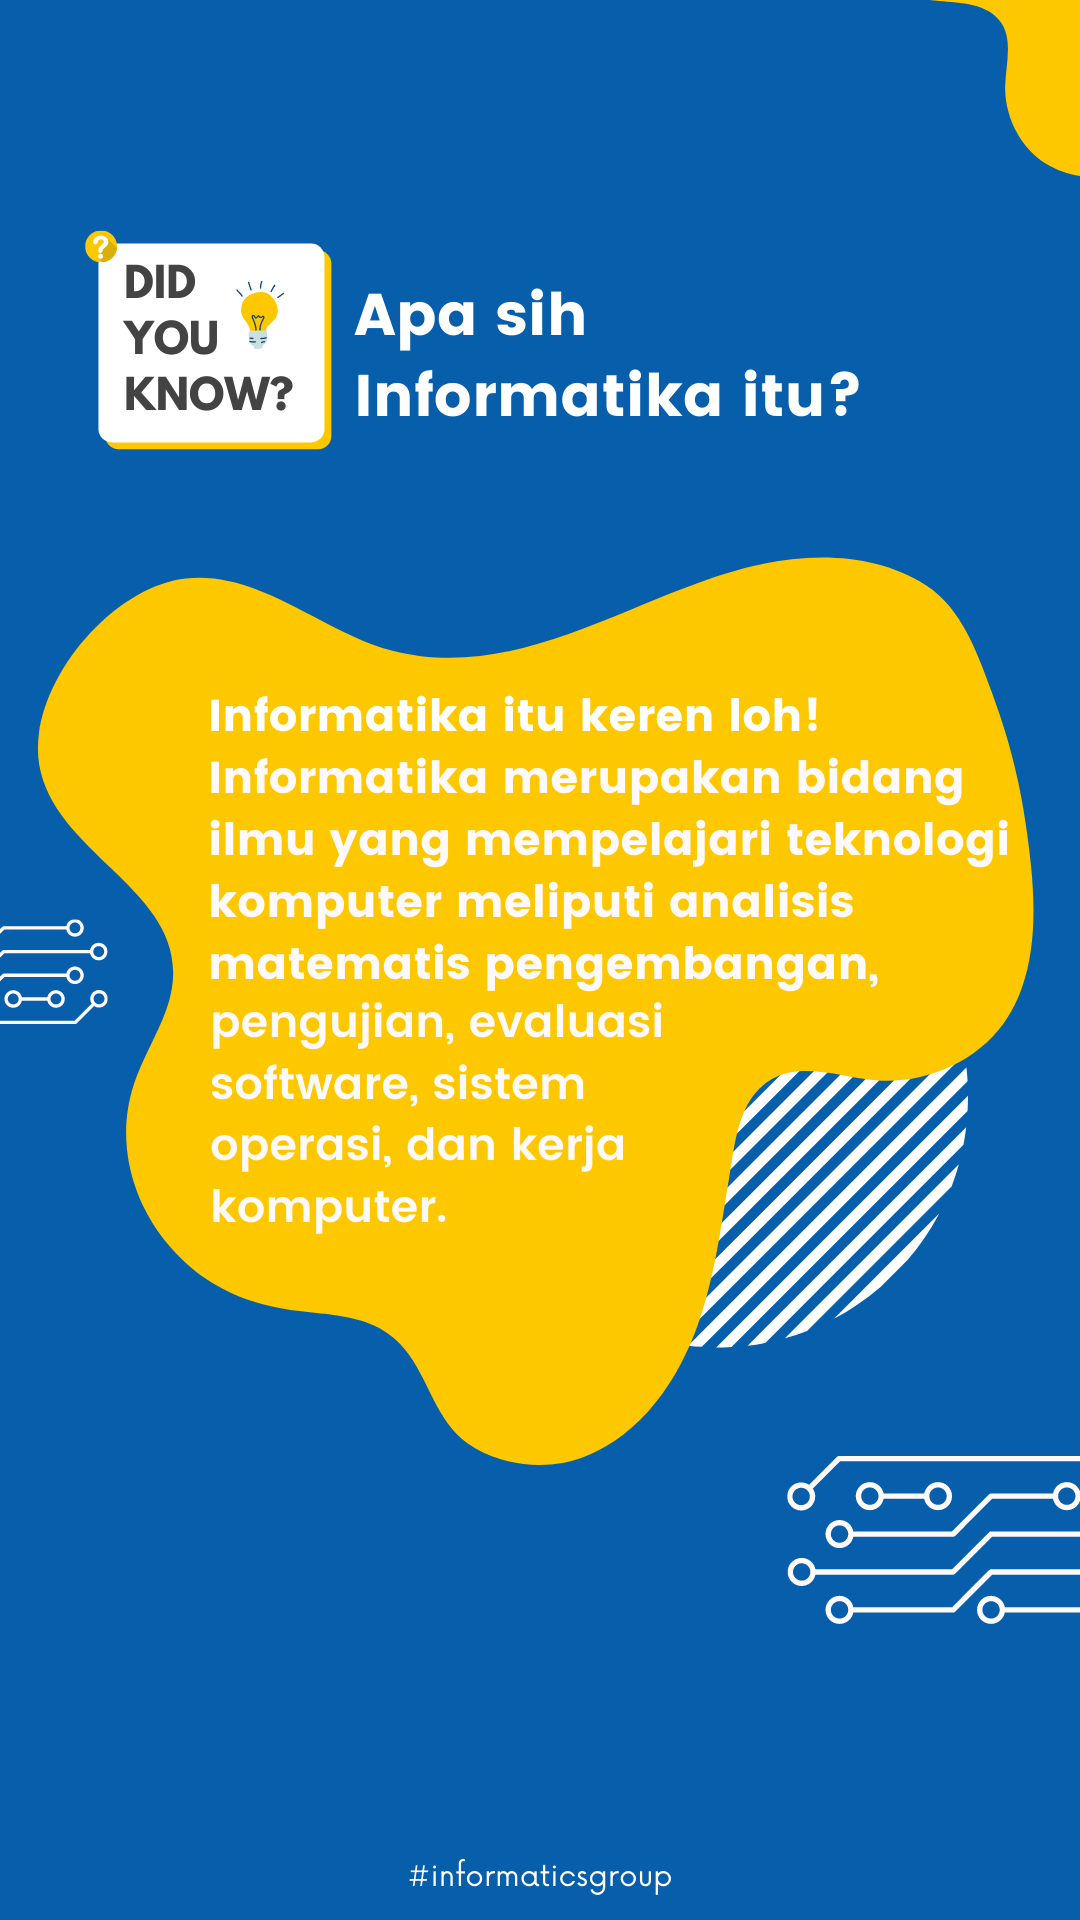 ?
DID
YOU
KNOW?
Apa sih
Informatika itu?
Informatika itu keren loh!
Informatika merupakan bidang
ilmu yang mempelajari teknologi
komputer meliputi analisis
matematis pengembangan,
pengujian, evaluasi
software, sistem
operasi, dan kerja
komputer.
#informaticsgroup